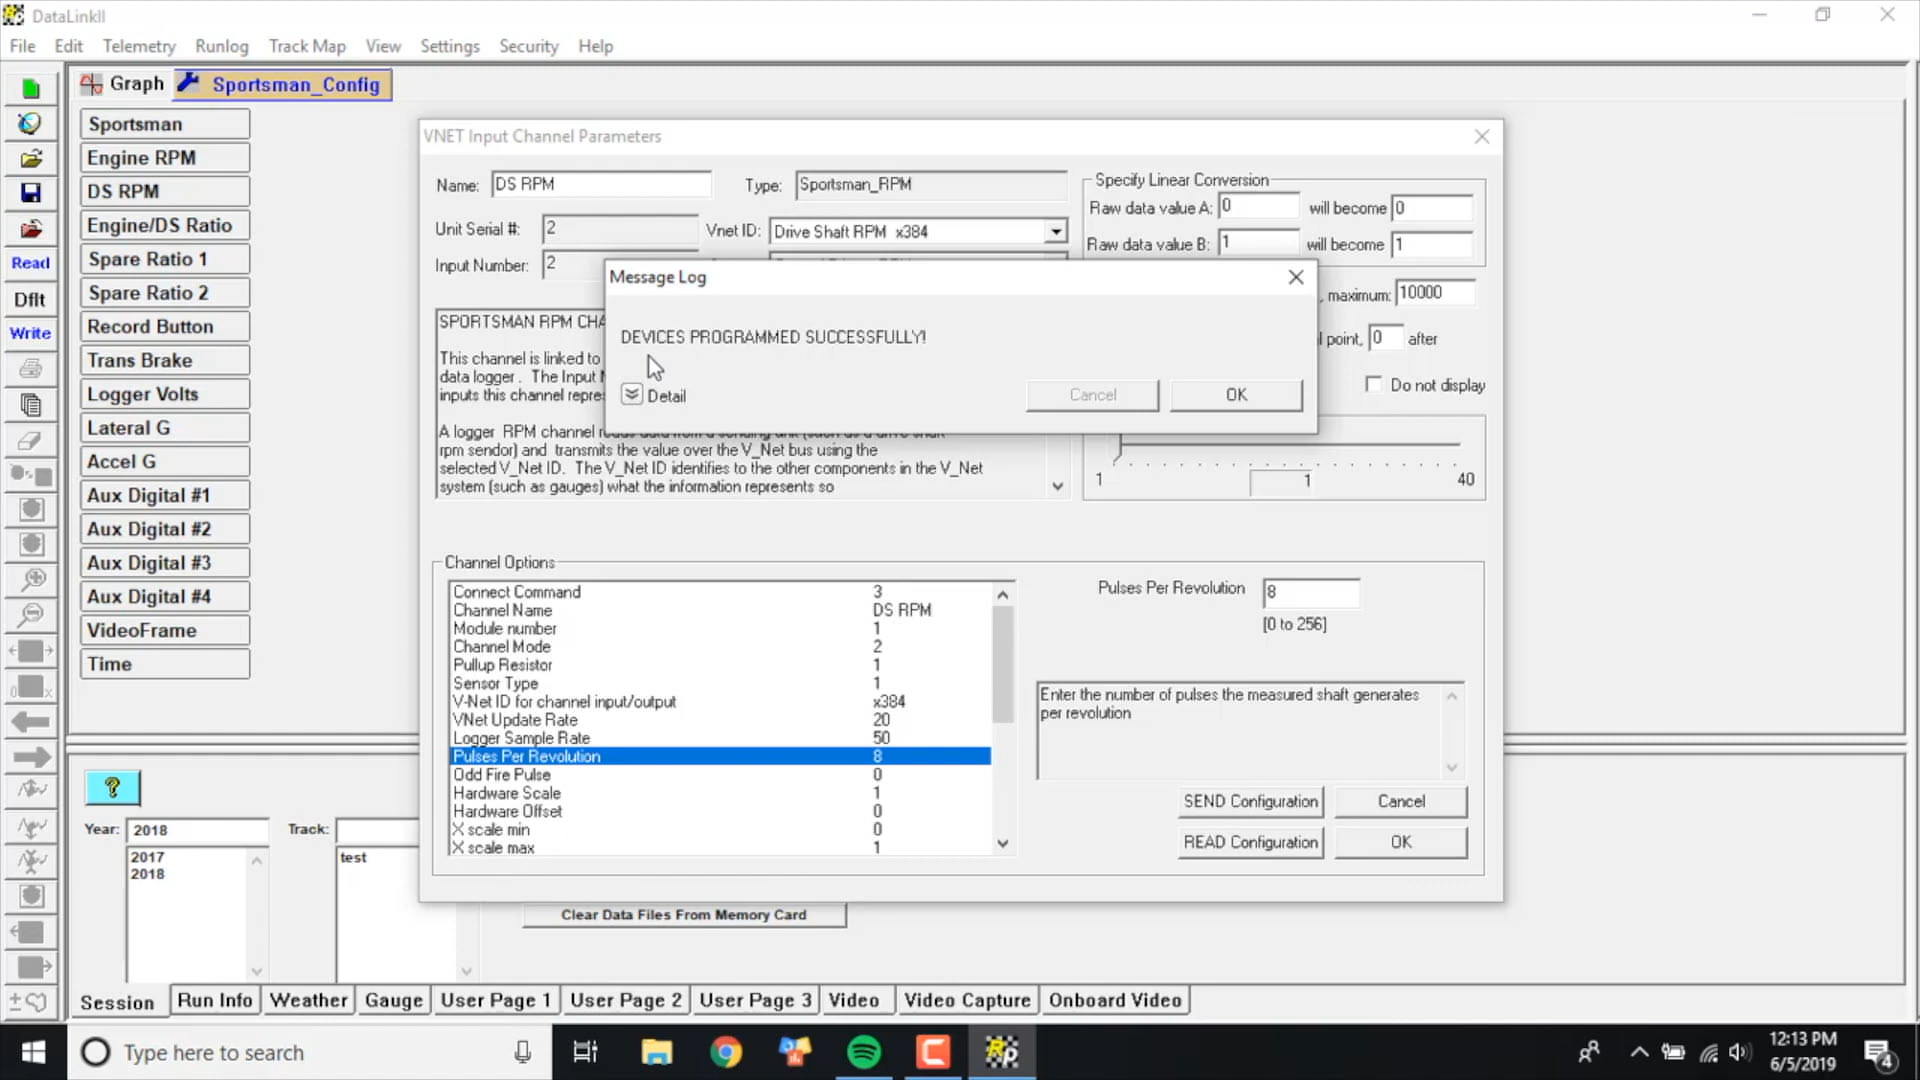 DataLinkII
File Edit Telemetry Runlog Track Map View Settings Security Help
Graph Sportsman_Config
Read
Dflt
Write
Sportsman
Engine RPM
DS RPM
Engine/DS Ratio
Spare Ratio 1
Spare Ratio 2
Record Button
Trans Brake
Logger Volts
Lateral G
Accel G
Aux Digital #1
Aux Digital #2
Aux Digital #3
Aux Digital #4
VideoFrame
Time
VNET Input Channel Parameters
Name: DS RPM Type: Sportsman_RPM
Unit Serial #: 2 Vnet ID: Drive Shaft RPM x384
Input Number: 2
Specify Linear Conversion
Raw data value A: 0 will become 0
Raw data value B: 1 will become 1
, maximum: 10000
l point, 0 after
Do not display
1 1 40
Message Log
DEVICES PROGRAMMED SUCCESSFULLY!
Detail Cancel OK
SPORTSMAN RPM CHA
This channel is linked to
data logger . The Input
inputs this channel repre
A logger RPM channel reads data from a sending unit (such as a drive shaft
rpm sendor) and transmits the value over the V_Net bus using the
selected V_Net ID. The V_Net ID identifies to the other components in the V_Net
system (such as gauges) what the information represents so
Channel Options
Connect Command 3
Channel Name DS RPM
Module number 1
Channel Mode 2
Pullup Resistor 1
Sensor Type 1
V-Net ID for channel input/output x384
VNet Update Rate 20
Logger Sample Rate 50
Pulses Per Revolution 8
Odd Fire Pulse 0
Hardware Scale 1
Hardware Offset 0
X scale min 0
X scale max 1
Pulses Per Revolution 8
[0 to 256]
Enter the number of pulses the measured shaft generates
per revolution
SEND Configuration Cancel
READ Configuration OK
?
Year: 2018 Track:
2017
2018
test
Clear Data Files From Memory Card
Session Run Info Weather Gauge User Page 1 User Page 2 User Page 3 Video Video Capture Onboard Video
Type here to search
12:13 PM
6/5/2019
4